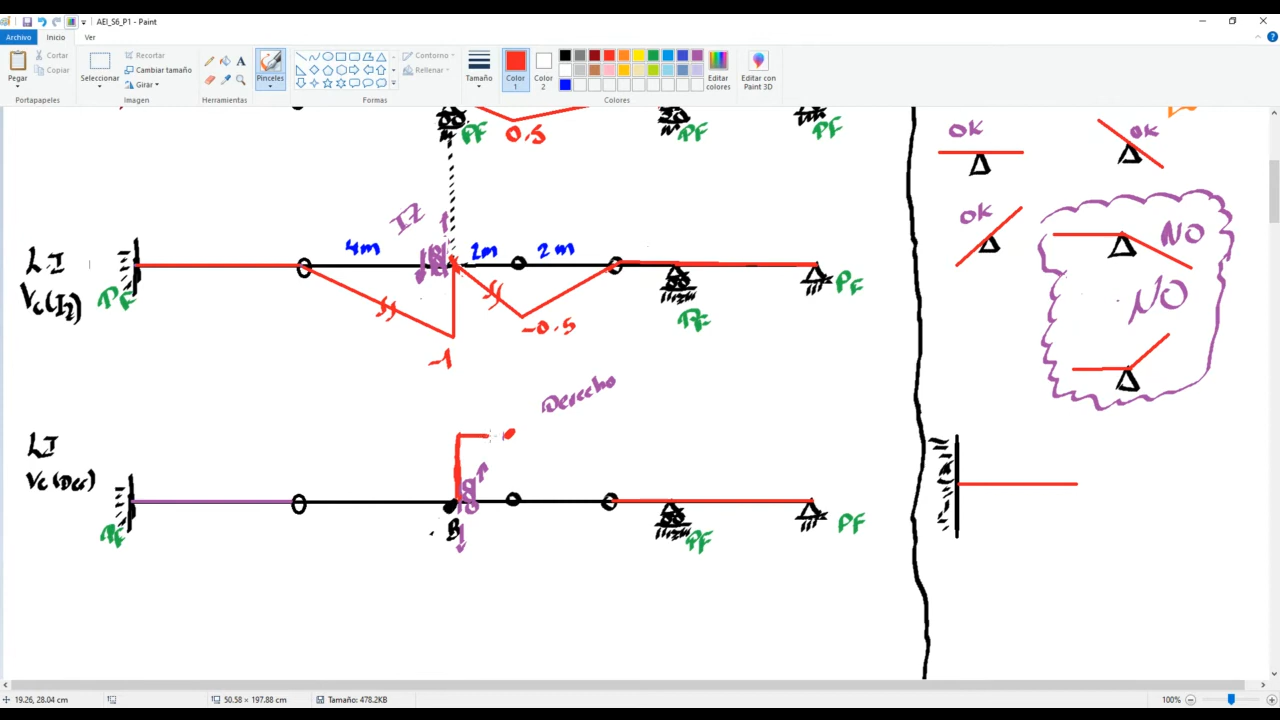 AEI_S6_P1 - Paint
Archivo
Inicio
Ver
Pegar
Cortar
Copiar
Portapapeles
Seleccionar
Recortar
Cambiar tamaño
Girar
Imagen
A
Herramientas
Pinceles
Contorno
Rellenar
Formas
Tamaño
Color
1
Color
2
Editar
colores
Editar con
Paint 3D
Colores
PF
0.5
PF
PF
OK
OK
IZ
OK
NO
LI
4m
2m
2m
PF
PF
Vc(IZ)
NO
-0.5
PF
-1
Derecho
LI
Vc(Der)
B
PF
PF
PF
19.26, 28.04 cm
50.58 × 197.88 cm
Tamaño: 478.2KB
100%